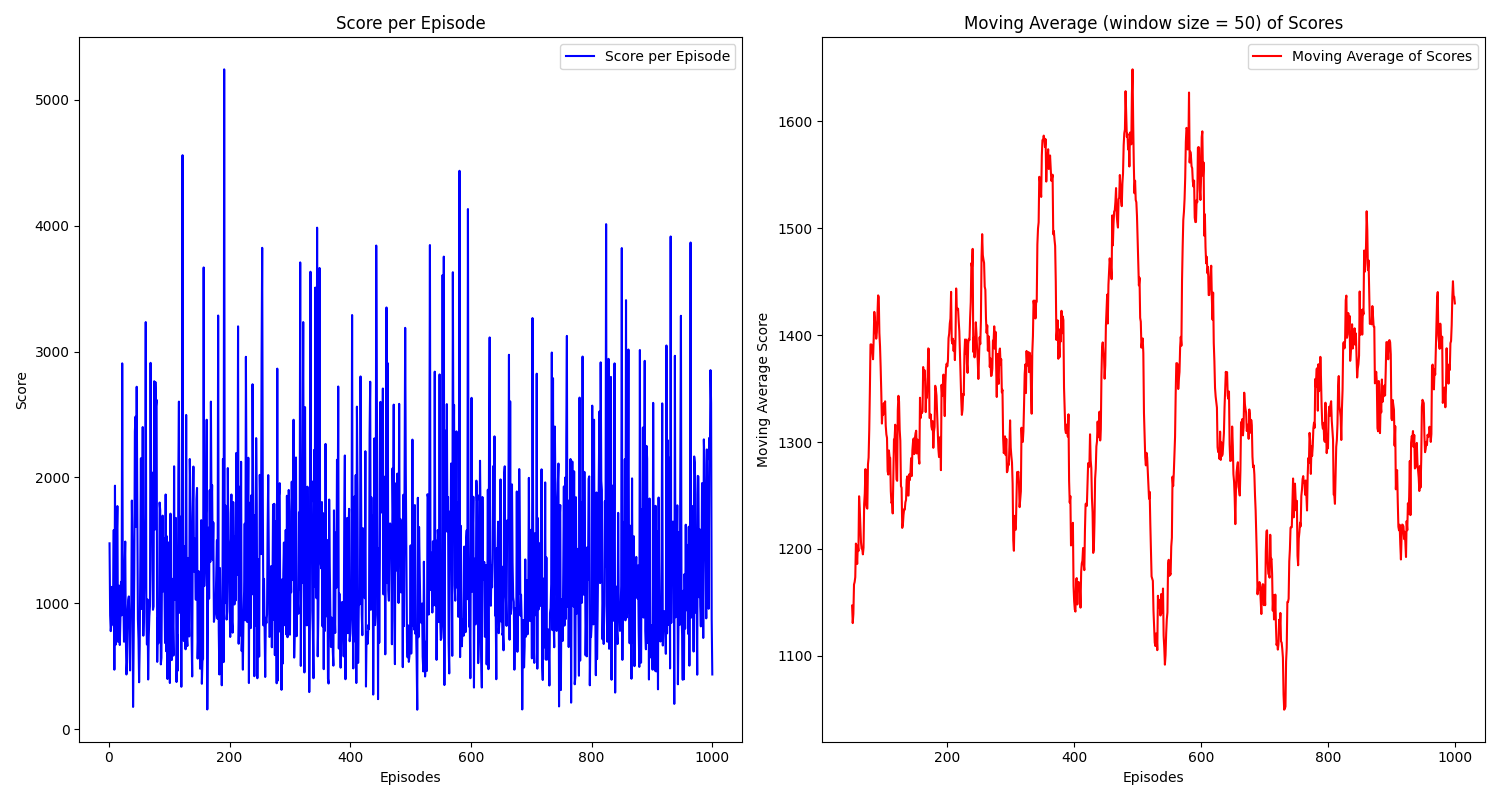 Score per Episode
Score per Episode
5000
4000
3000
2000
1000
0
Score
0 200 400 600 800 1000
Episodes
Moving Average (window size = 50) of Scores
Moving Average of Scores
1600
1500
1400
1300
1200
1100
Moving Average Score
200 400 600 800 1000
Episodes